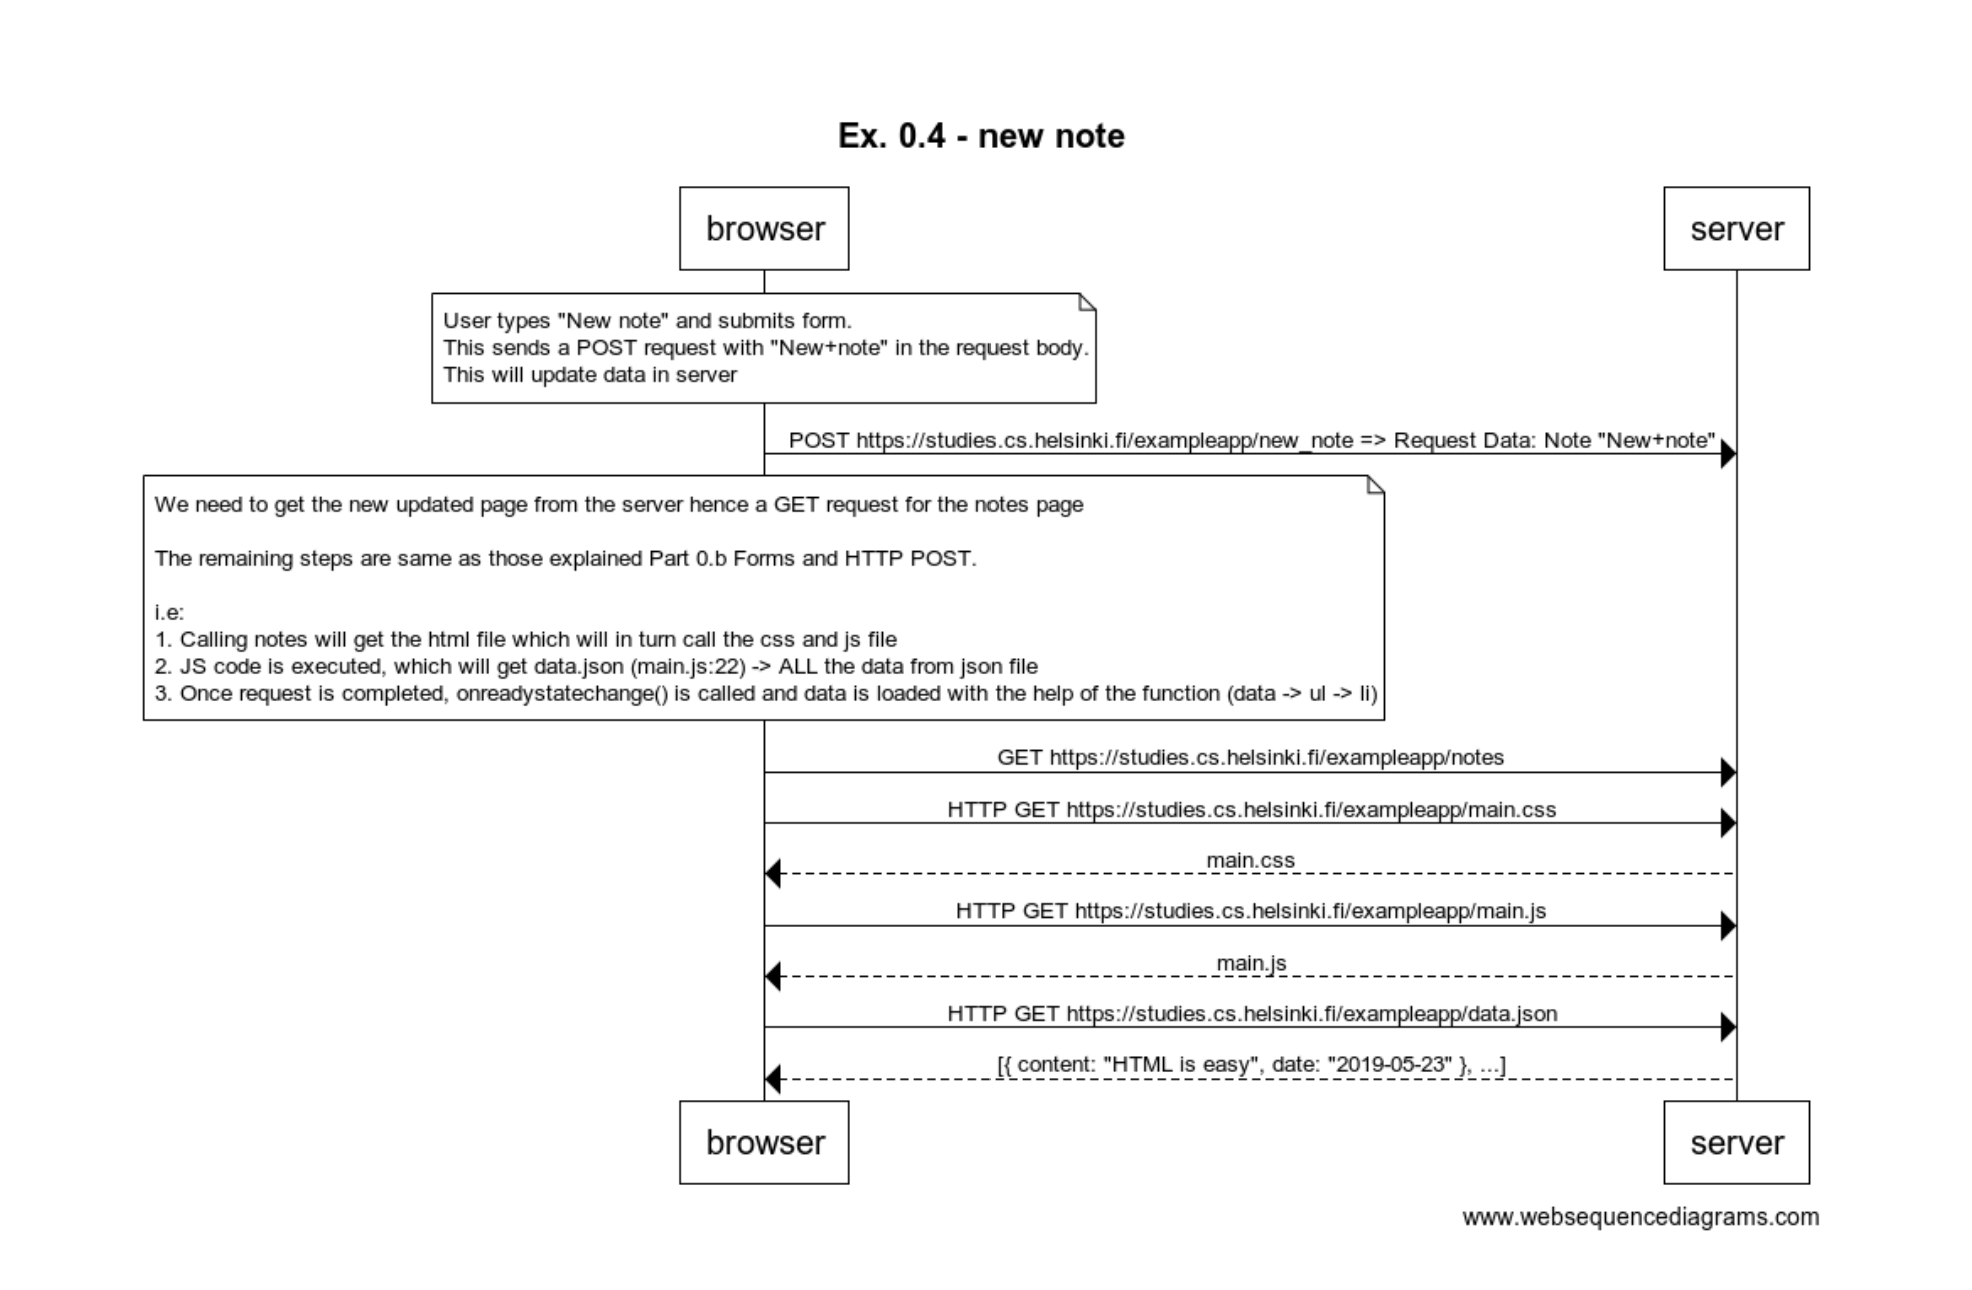 Ex. 0.4 - new note
browser
server
User types "New note" and submits form.
This sends a POST request with "New+note" in the request body.
This will update data in server
POST https://studies.cs.helsinki.fi/exampleapp/new_note => Request Data: Note "New+note"
We need to get the new updated page from the server hence a GET request for the notes page
The remaining steps are same as those explained Part 0.b Forms and HTTP POST.
i.e:
1. Calling notes will get the html file which will in turn call the css and js file
2. JS code is executed, which will get data.json (main.js:22) -> ALL the data from json file
3. Once request is completed, onreadystatechange() is called and data is loaded with the help of the function (data -> ul -> li)
GET https://studies.cs.helsinki.fi/exampleapp/notes
HTTP GET https://studies.cs.helsinki.fi/exampleapp/main.css
main.css
HTTP GET https://studies.cs.helsinki.fi/exampleapp/main.js
main.js
HTTP GET https://studies.cs.helsinki.fi/exampleapp/data.json
[{ content: "HTML is easy", date: "2019-05-23" }, ...]
browser
server
www.websequencediagrams.com